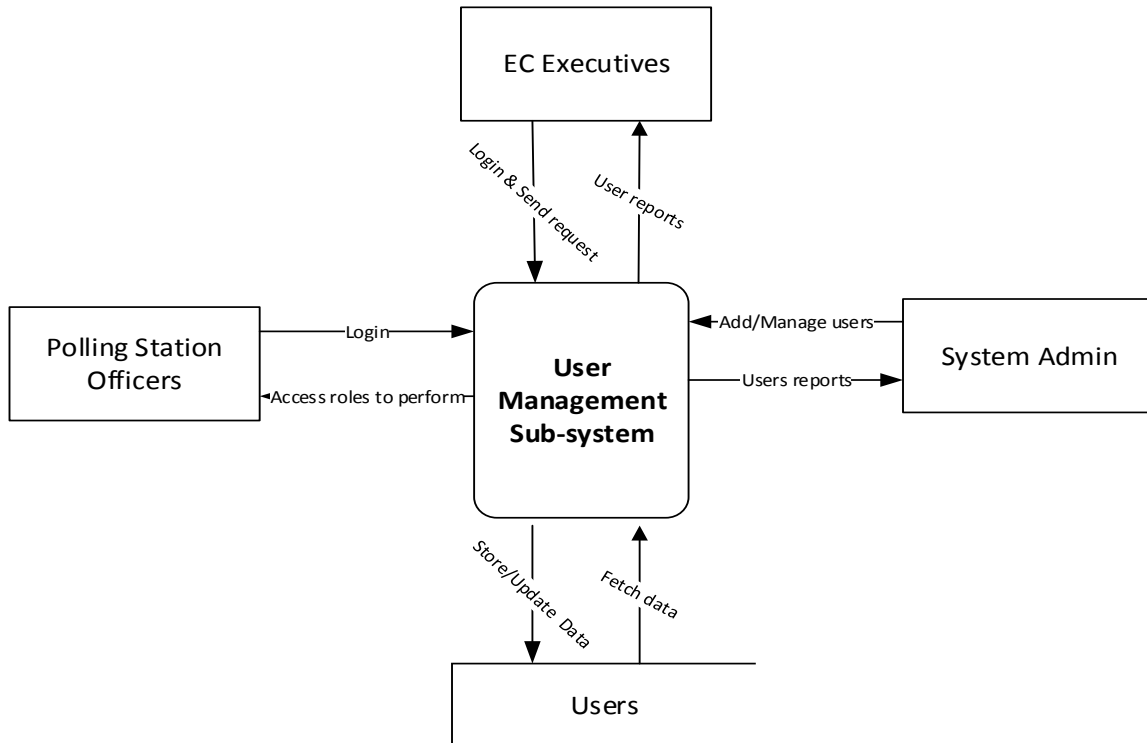 EC Executives
Login & Send request
User reports
Polling Station
Officers
Login
Access roles to perform
User
Management
Sub-system
Add/Manage users
Users reports
System Admin
Store/Update Data
Fetch data
Users